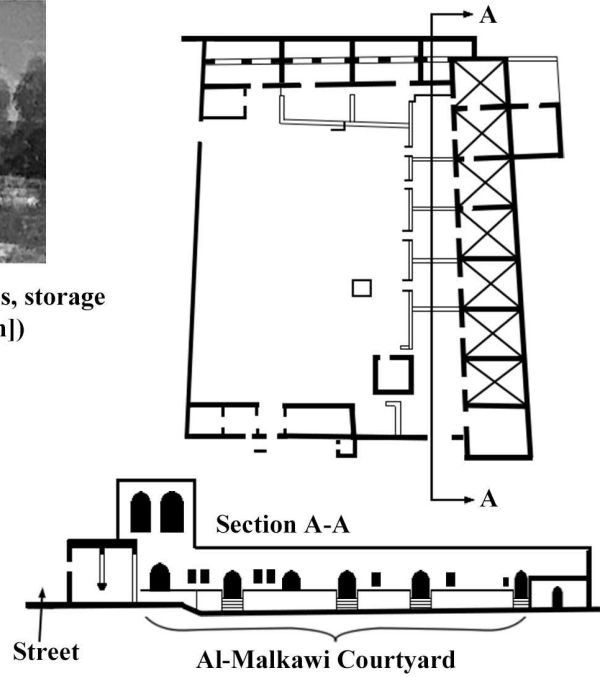 A
s, storage
n])
A
Section A-A
Street
Al-Malkawi Courtyard